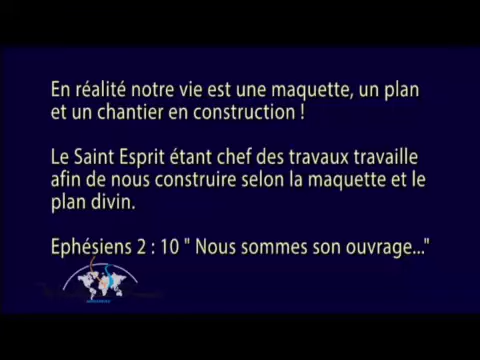 En réalité notre vie est une maquette, un plan
et un chantier en construction !
Le Saint Esprit étant chef des travaux travaille
afin de nous construire selon la maquette et le
plan divin.
Ephésiens 2 : 10 " Nous sommes son ouvrage..."